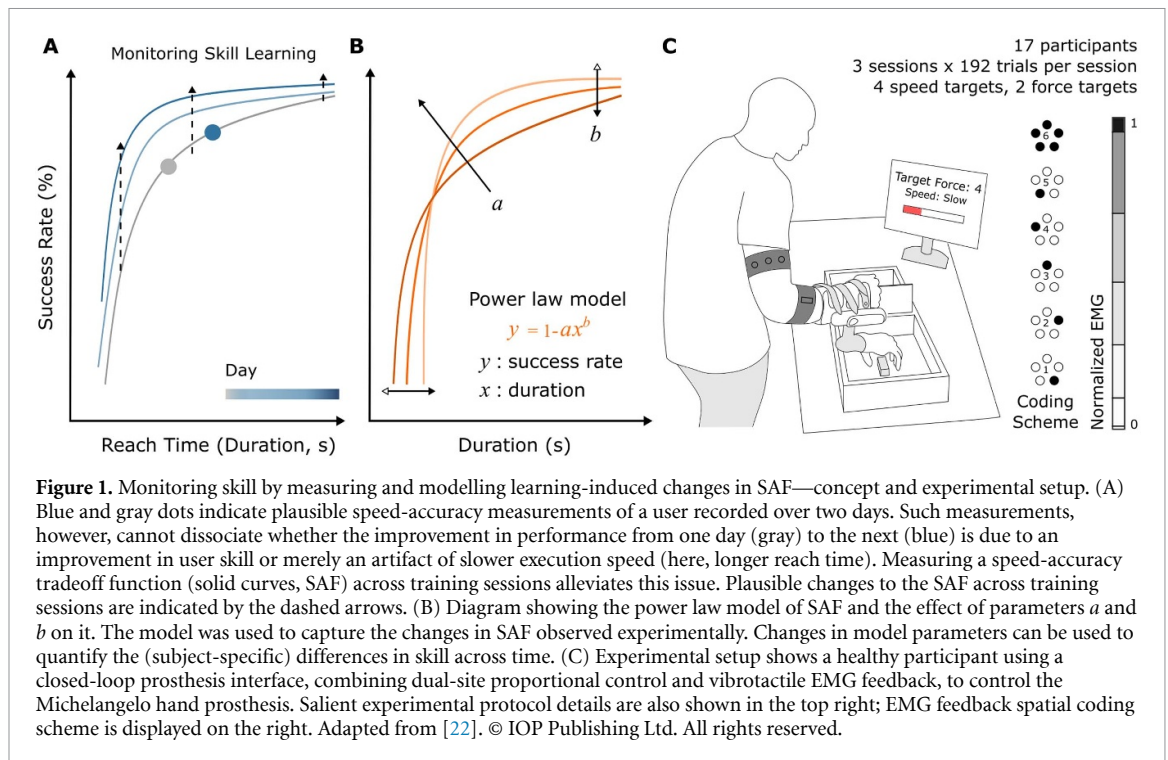 A
Monitoring Skill Learning
Success Rate (%)
Day
Reach Time (Duration, s)
B
a
b
Power law model
y = 1-ax^b
y : success rate
x : duration
Duration (s)
C
17 participants
3 sessions x 192 trials per session
4 speed targets, 2 force targets
Target Force: 4
Speed: Slow
6
5
4
3
2
1
Coding
Scheme
Normalized EMG
1
0
Figure 1. Monitoring skill by measuring and modelling learning-induced changes in SAF—concept and experimental setup. (A)
Blue and gray dots indicate plausible speed-accuracy measurements of a user recorded over two days. Such measurements,
however, cannot dissociate whether the improvement in performance from one day (gray) to the next (blue) is due to an
improvement in user skill or merely an artifact of slower execution speed (here, longer reach time). Measuring a speed-accuracy
tradeoff function (solid curves, SAF) across training sessions alleviates this issue. Plausible changes to the SAF across training
sessions are indicated by the dashed arrows. (B) Diagram showing the power law model of SAF and the effect of parameters a and
b on it. The model was used to capture the changes in SAF observed experimentally. Changes in model parameters can be used to
quantify the (subject-specific) differences in skill across time. (C) Experimental setup shows a healthy participant using a
closed-loop prosthesis interface, combining dual-site proportional control and vibrotactile EMG feedback, to control the
Michelangelo hand prosthesis. Salient experimental protocol details are also shown in the top right; EMG feedback spatial coding
scheme is displayed on the right. Adapted from [22]. © IOP Publishing Ltd. All rights reserved.